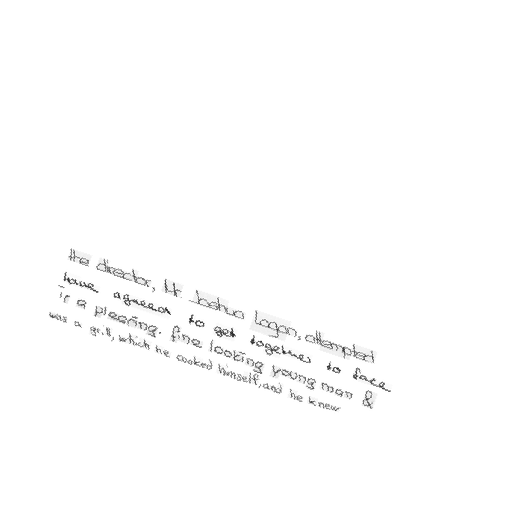 the director, Mr. Joshua Logan, attempted
have agreed to get together to face
is a pleasing, fine looking young man &
was a grill, which he cooked himself, and he knew